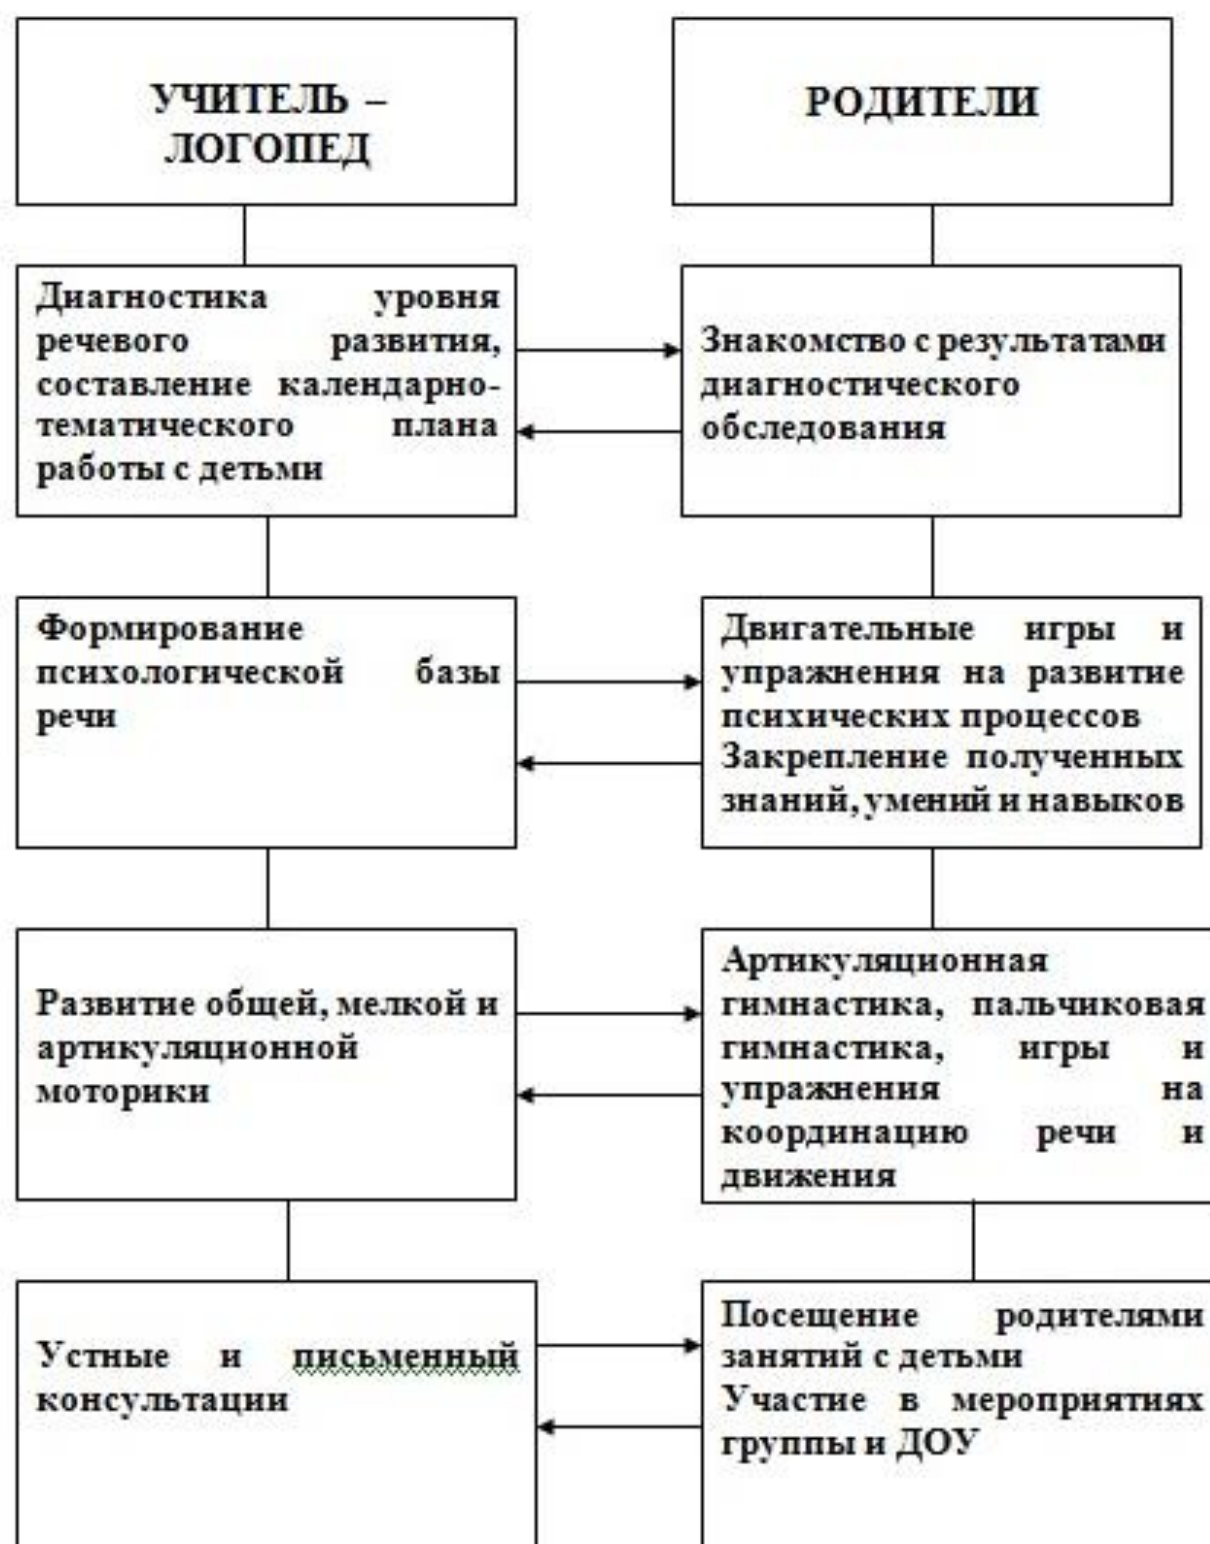 УЧИТЕЛЬ –
ЛОГОПЕД
РОДИТЕЛИ
Диагностика уровня
речевого развития,
составление календарно-
тематического плана
работы с детьми
Знакомство с результатами
диагностического
обследования
Формирование
психологической базы
речи
Двигательные игры и
упражнения на развитие
психических процессов
Закрепление полученных
знаний, умений и навыков
Развитие общей, мелкой и
артикуляционной
моторики
Артикуляционная
гимнастика, пальчиковая
гимнастика, игры и
упражнения на
координацию речи и
движения
Устные и письменный
консультации
Посещение родителями
занятий с детьми
Участие в мероприятиях
группы и ДОУ